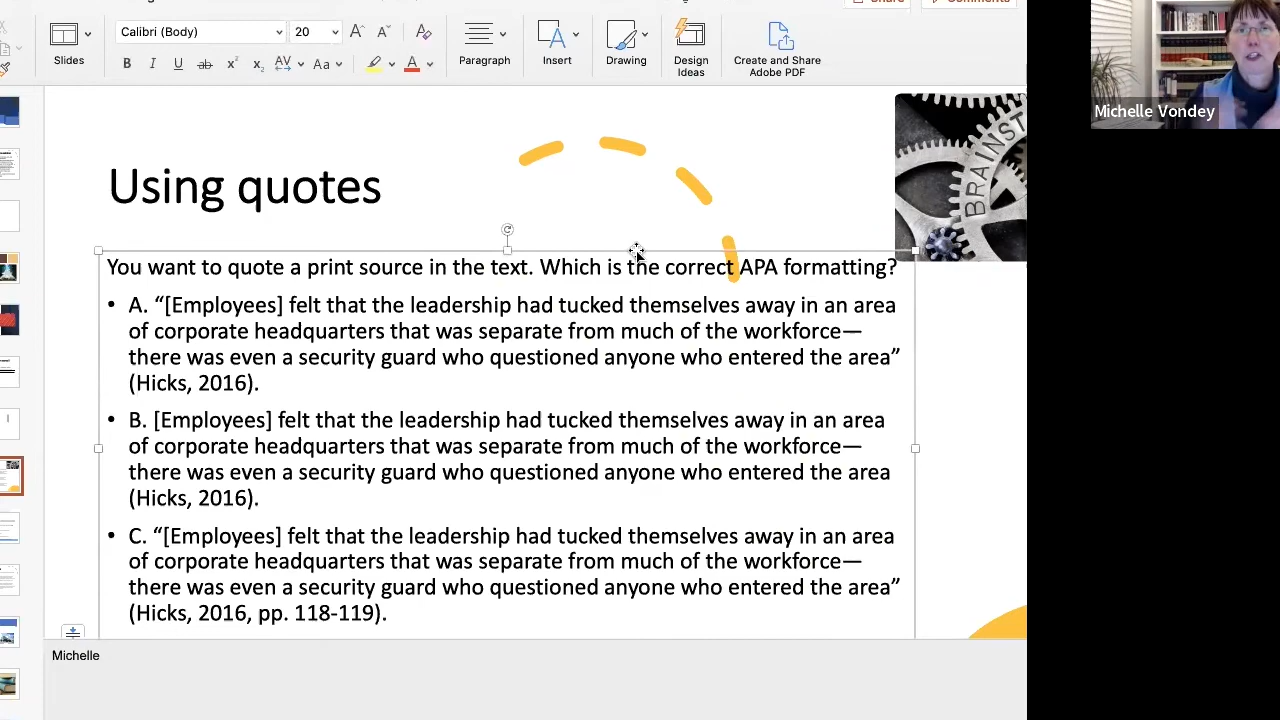 Share
Comments
Calibri (Body)
20
Slides
B I U ab x² x₂ AV Aa A
Paragraph
Insert
Drawing
Design
Ideas
Create and Share
Adobe PDF
Michelle Vondey
BRAINST
Using quotes
You want to quote a print source in the text. Which is the correct APA formatting?
• A. “[Employees] felt that the leadership had tucked themselves away in an area
of corporate headquarters that was separate from much of the workforce—
there was even a security guard who questioned anyone who entered the area”
(Hicks, 2016).
• B. [Employees] felt that the leadership had tucked themselves away in an area
of corporate headquarters that was separate from much of the workforce—
there was even a security guard who questioned anyone who entered the area
(Hicks, 2016).
• C. “[Employees] felt that the leadership had tucked themselves away in an area
of corporate headquarters that was separate from much of the workforce—
there was even a security guard who questioned anyone who entered the area”
(Hicks, 2016, pp. 118-119).
Michelle